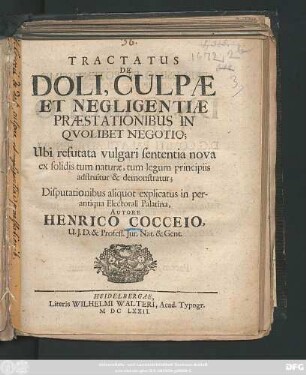 36.
TRACTATUS
DE
DOLI, CULPÆ
ET NEGLIGENTIÆ
PRÆSTATIONIBUS IN
QVOLIBET NEGOTIO;
Ubi refutata vulgari sententia nova
ex solidis tum naturæ, tum legum principiis
adstruitur & demonstratur;
Disputationibus aliquot explicatus in per-
antiqua Electorali Palatina,
AUTORE
HENRICO COCCEIO,
U.J.D. & Profess. Jur. Nat. & Gent.
HEIDELBERGÆ,
Literis WILHELMI WALTERI, Acad. Typogr.
M DC LXXII.